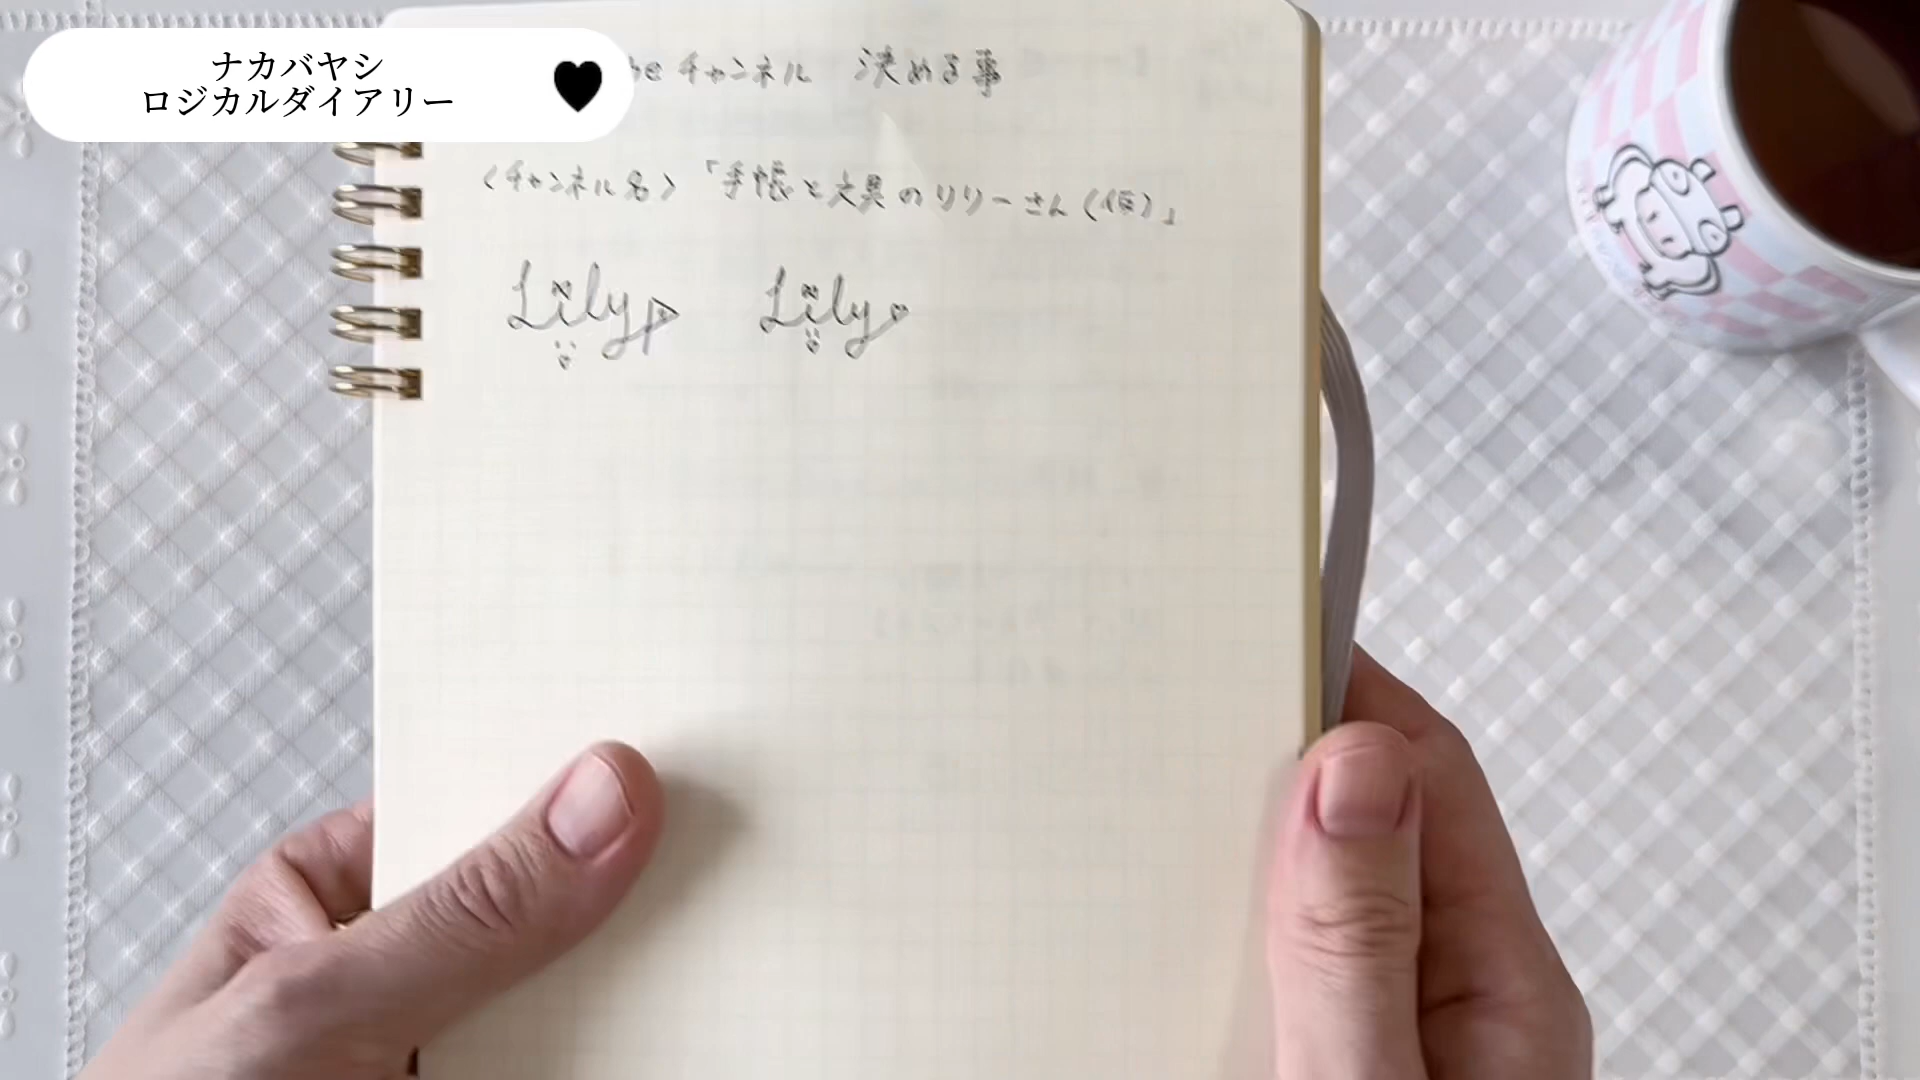 ナカバヤシ
ロジカルダイアリー
be チャンネル 決める事
〈チャンネル名〉「手帳と文具のリリーさん(仮)」
Lily Lily